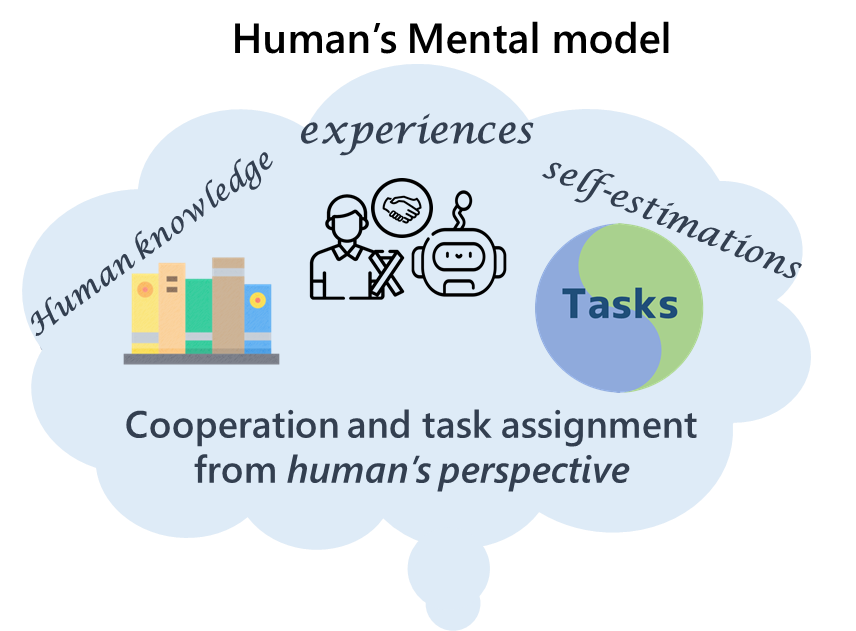 Human's Mental model
experiences
Human knowledge
self-estimations
Tasks
Cooperation and task assignment
from human's perspective